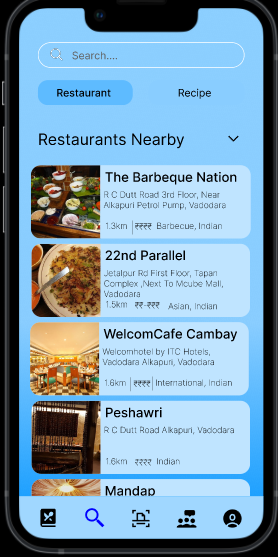 Search....
Restaurant Recipe
Restaurants Nearby
The Barbeque Nation
R C Dutt Road 3rd Floor, Near
Alkapuri Petrol Pump, Vadodara
1.3km ₹₹₹₹ Barbecue, Indian
22nd Parallel
Jetalpur Rd First Floor, Tapan
Complex ,Next To Mcube Mall,
Vadodara
1.5km ₹₹-₹₹₹ Asian, Indian
WelcomCafe Cambay
Welcomhotel by ITC Hotels,
Vadodara Alkapuri, Vadodara
1.6km ₹₹₹₹ International, Indian
Peshawri
R C Dutt Road Alkapuri, Vadodara
1.6km ₹₹₹₹ Indian
Mandap